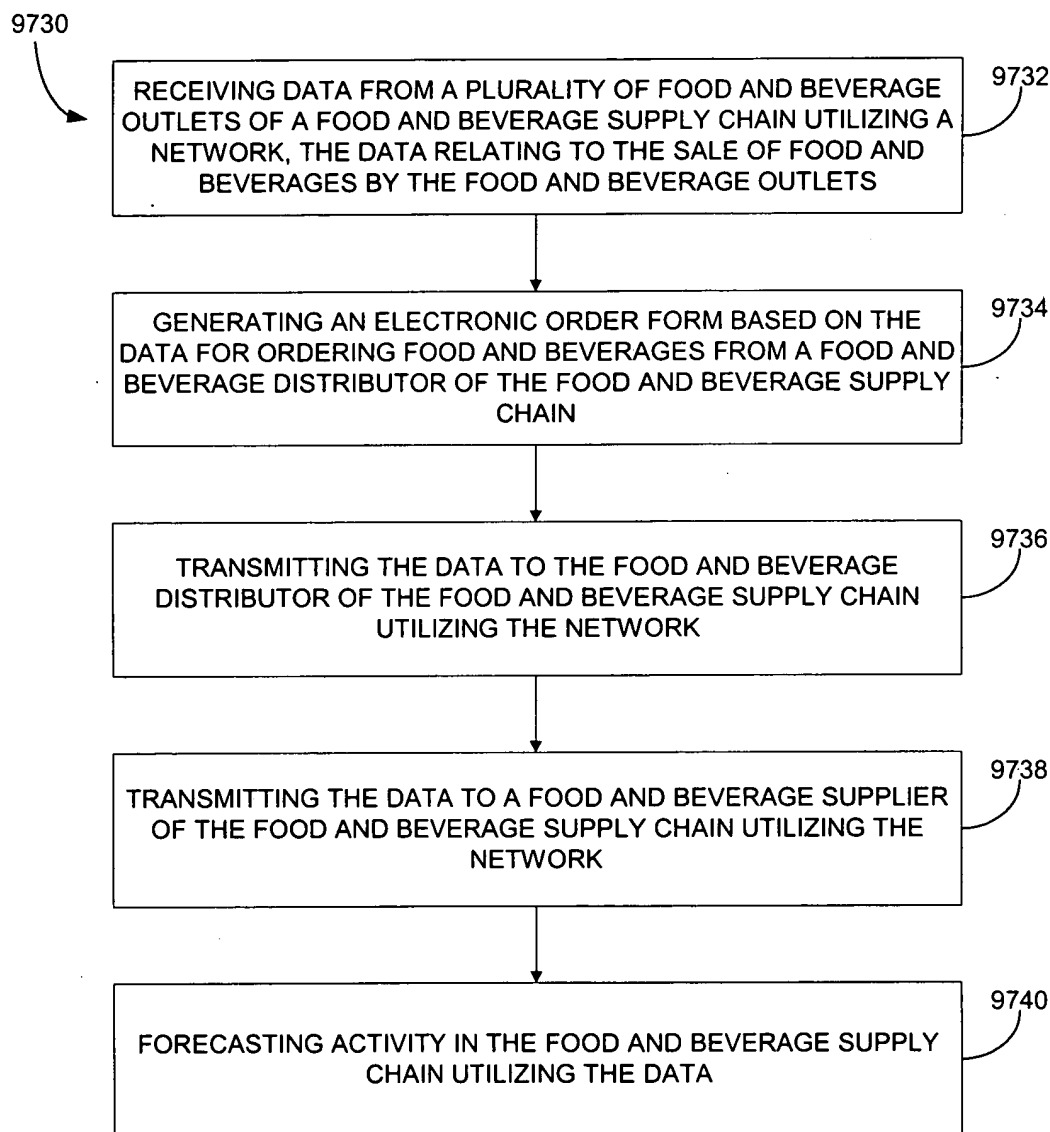 9730
9732
RECEIVING DATA FROM A PLURALITY OF FOOD AND BEVERAGE
OUTLETS OF A FOOD AND BEVERAGE SUPPLY CHAIN UTILIZING A
NETWORK, THE DATA RELATING TO THE SALE OF FOOD AND
BEVERAGES BY THE FOOD AND BEVERAGE OUTLETS
9734
GENERATING AN ELECTRONIC ORDER FORM BASED ON THE
DATA FOR ORDERING FOOD AND BEVERAGES FROM A FOOD AND
BEVERAGE DISTRIBUTOR OF THE FOOD AND BEVERAGE SUPPLY
CHAIN
9736
TRANSMITTING THE DATA TO THE FOOD AND BEVERAGE
DISTRIBUTOR OF THE FOOD AND BEVERAGE SUPPLY CHAIN
UTILIZING THE NETWORK
9738
TRANSMITTING THE DATA TO A FOOD AND BEVERAGE SUPPLIER
OF THE FOOD AND BEVERAGE SUPPLY CHAIN UTILIZING THE
NETWORK
9740
FORECASTING ACTIVITY IN THE FOOD AND BEVERAGE SUPPLY
CHAIN UTILIZING THE DATA